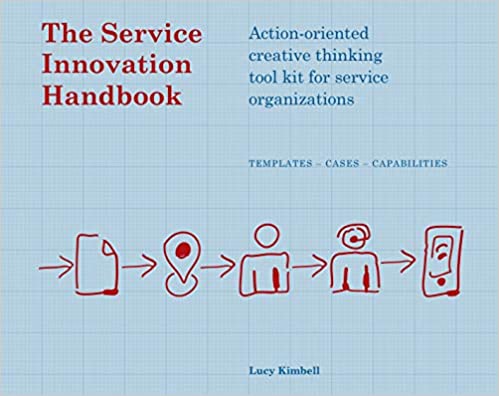 The Service
Innovation
Handbook
Action-oriented
creative thinking
tool kit for service
organizations
TEMPLATES – CASES – CAPABILITIES
Lucy Kimbell